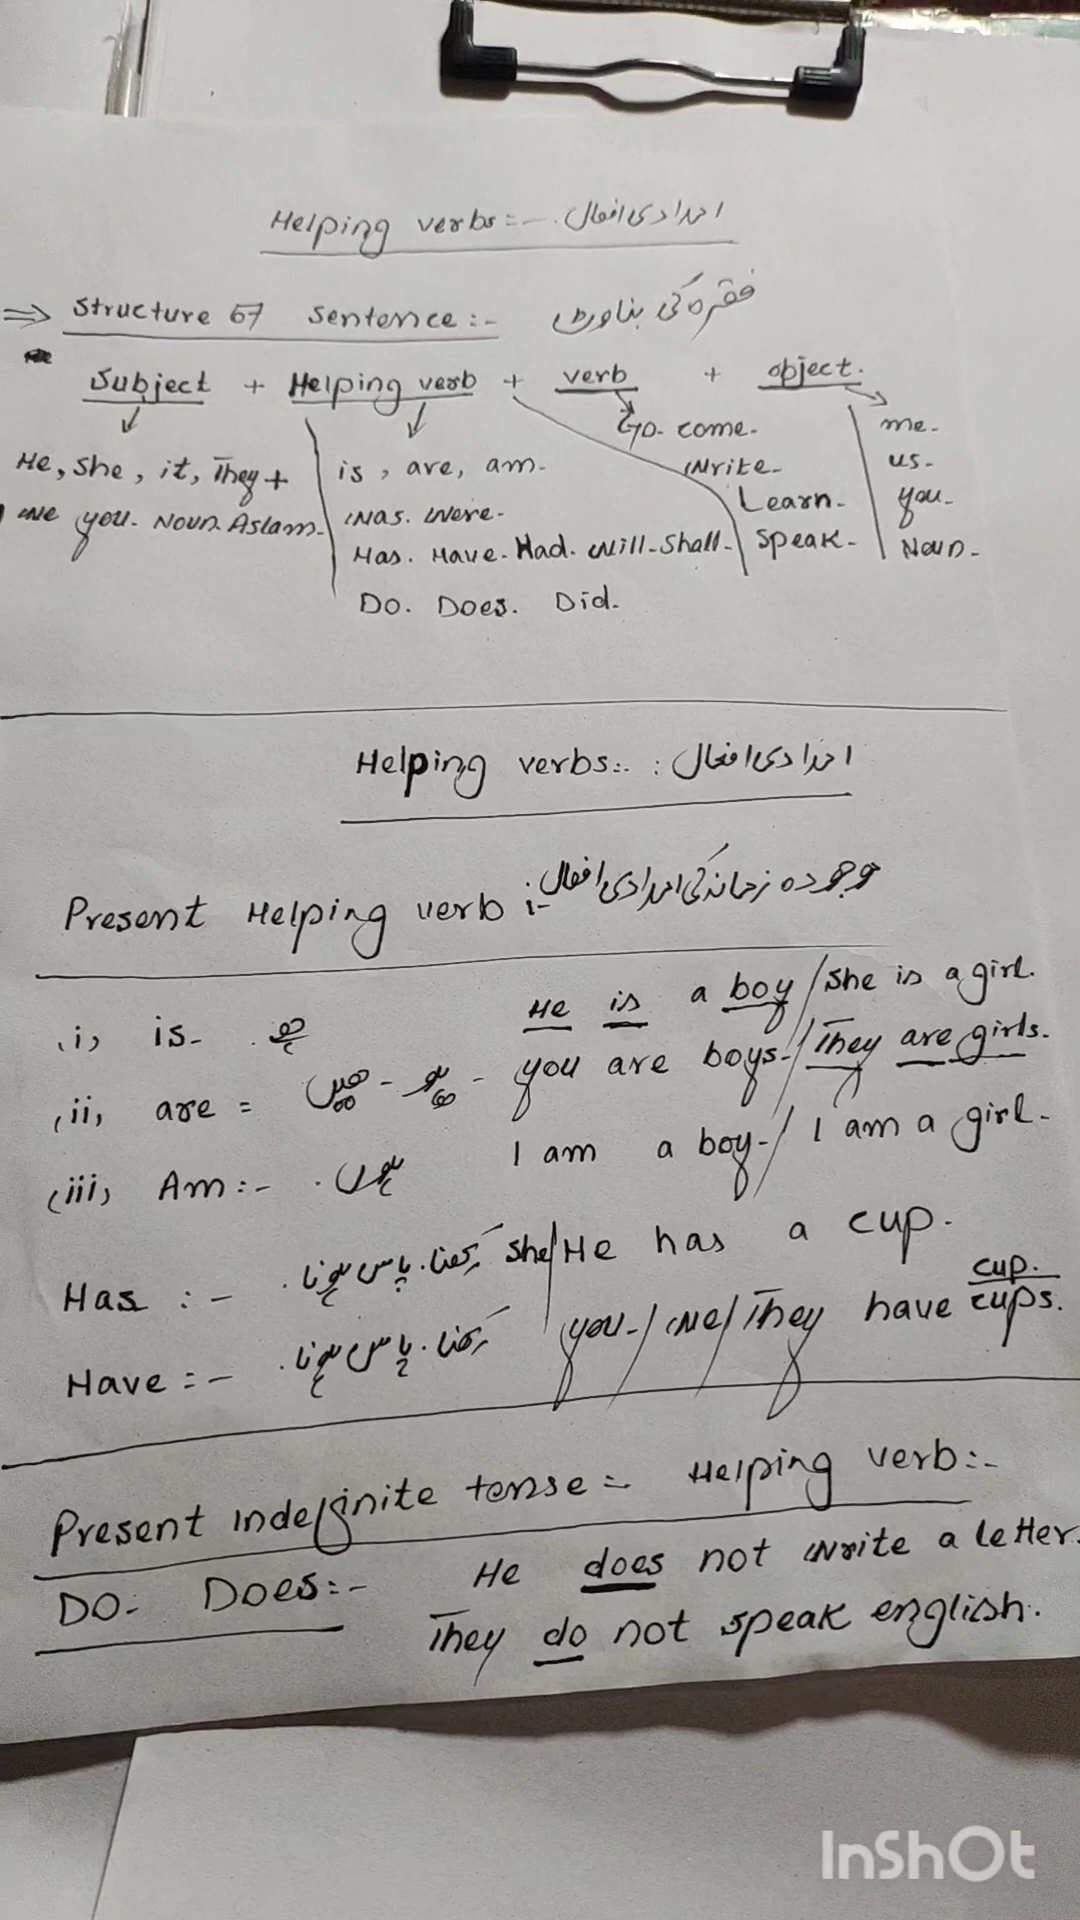 Helping verbs:- امدادی افعال
⇒ Structure of Sentence:- فقرہ کی بناوٹ
Subject + Helping verb + verb + object.
He, she, it, They + is, are, am. Go. come. me.
we you. Noun. Aslam. was. were. write. us.
Has. Have. Had. will. Shall. Learn. you.
Do. Does. Did. Speak. Noun.
Helping verbs:. : امدادی افعال
Present Helping verb :- موجودہ زمانہ کی امدادی افعال
(i) is- ہے. He is a boy / she is a girl.
(ii) are = ہیں - ہو - you are boys. / They are girls.
(iii) Am:- ہوں. I am a boy- / I am a girl.
Has :- رکھنا. پاس ہونا. she/He has a cup.
Have :- رکھنا. پاس ہونا. you./we/They have cup. cups.
Present indefinite tense:- Helping verb:-
DO- DOES:- He does not write a letter.
They do not speak english.
InShOt